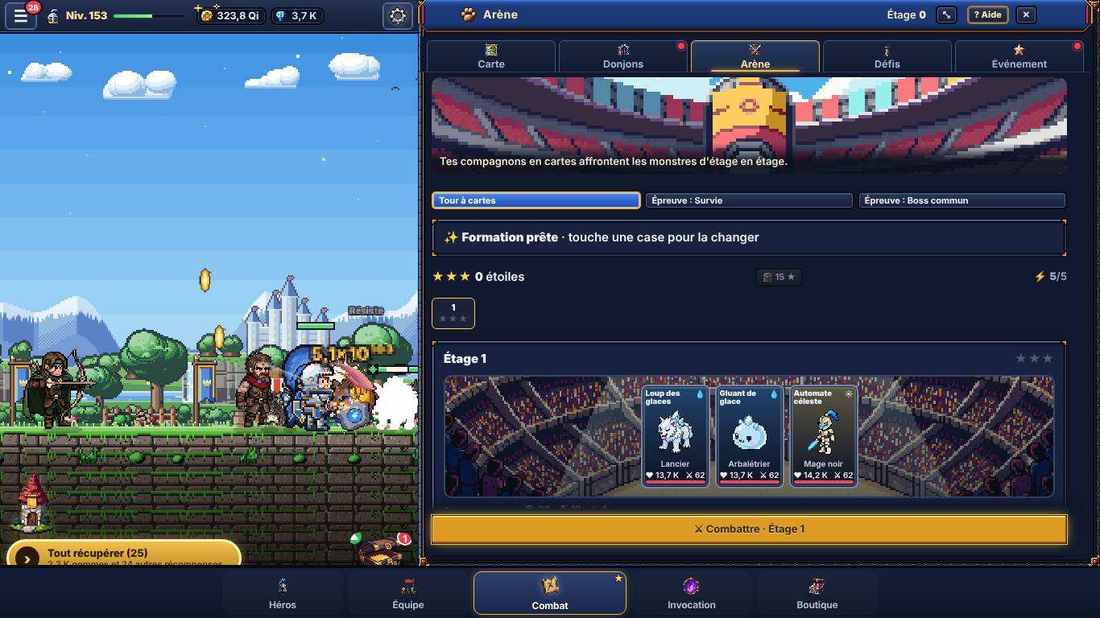 28
Niv. 153
323,8 Qi
3,7 K
Arène
Étage 0
? Aide
Carte
Donjons
Arène
Défis
Événement
Tes compagnons en cartes affrontent les monstres d'étage en étage.
Tour à cartes
Épreuve : Survie
Épreuve : Boss commun
Formation prête · touche une case pour la changer
0 étoiles
15
5/5
1
Étage 1
Loup des glaces
Gluant de glace
Automate céleste
Lancier
Arbalétrier
Mage noir
13,7 K 62
13,7 K 62
14,2 K 62
Combattre · Étage 1
Résiste
Tout récupérer (25)
1
Héros
Équipe
Combat
Invocation
Boutique